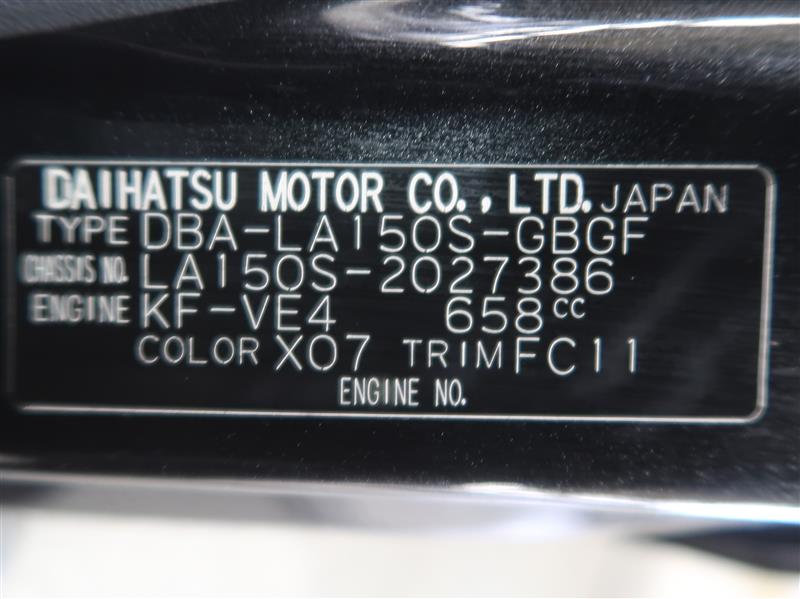 DAIHATSU MOTOR CO., LTD. JAPAN
TYPE DBA-LA150S-GBGF
CHASSIS NO. LA150S-2027386
ENGINE KF-VE4 658cc
COLOR X07 TRIM FC11
ENGINE NO.